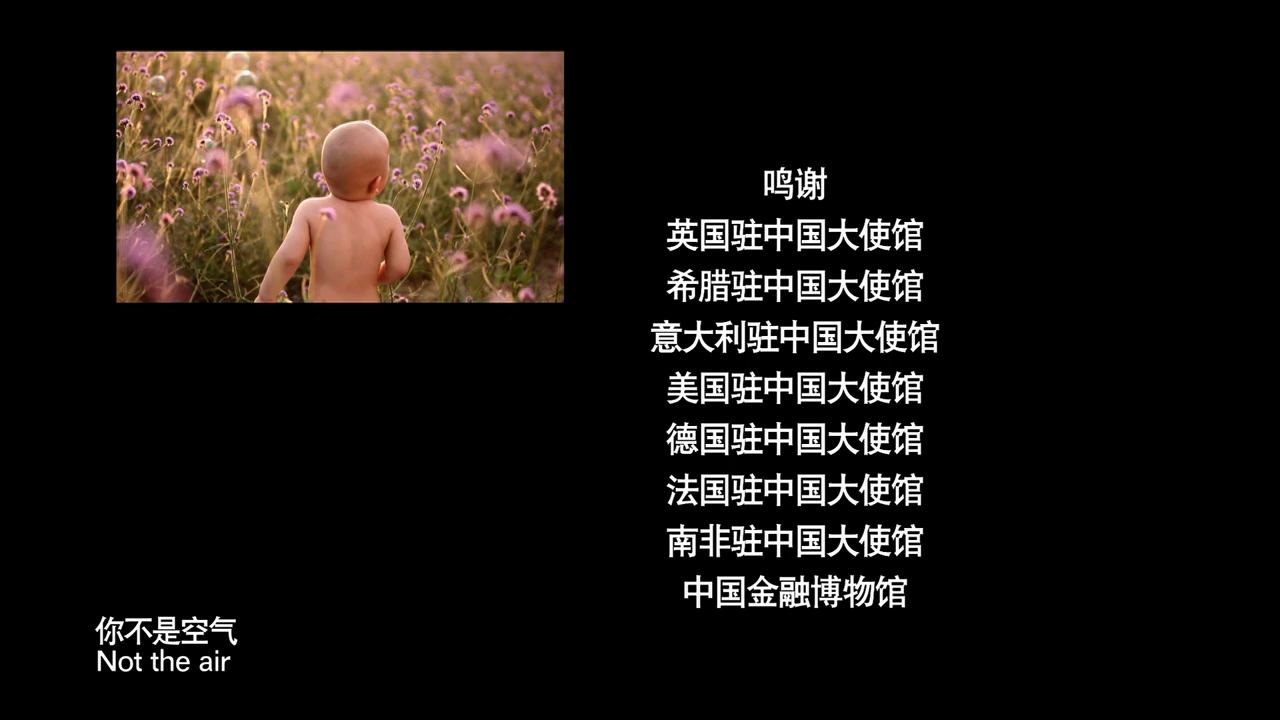 鸣谢
英国驻中国大使馆
希腊驻中国大使馆
意大利驻中国大使馆
美国驻中国大使馆
德国驻中国大使馆
法国驻中国大使馆
南非驻中国大使馆
中国金融博物馆
你不是空气
Not the air